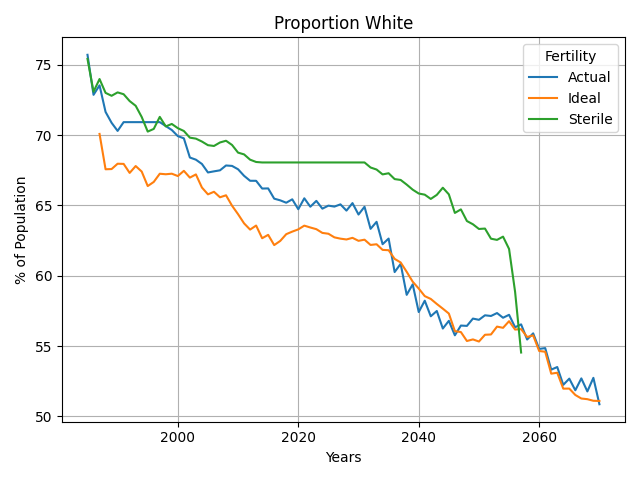 Proportion White
% of Population
75
70
65
60
55
50
Fertility
Actual
Ideal
Sterile
2000
2020
2040
2060
Years